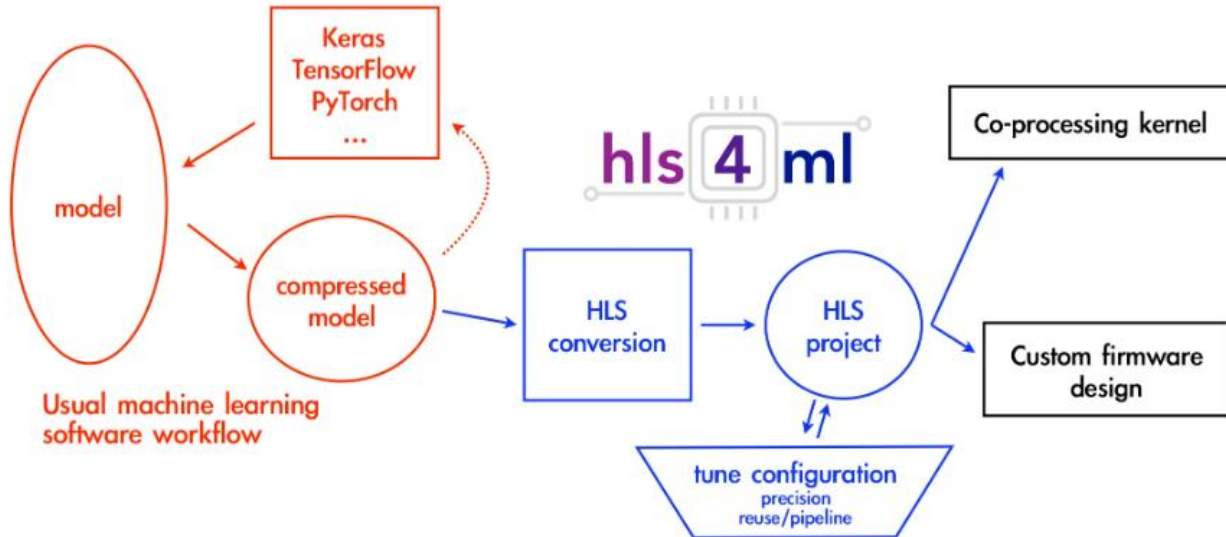 Keras
TensorFlow
PyTorch
...
model
compressed
model
Usual machine learning
software workflow
hls 4 ml
HLS
conversion
HLS
project
tune configuration
precision
reuse/pipeline
Co-processing kernel
Custom firmware
design